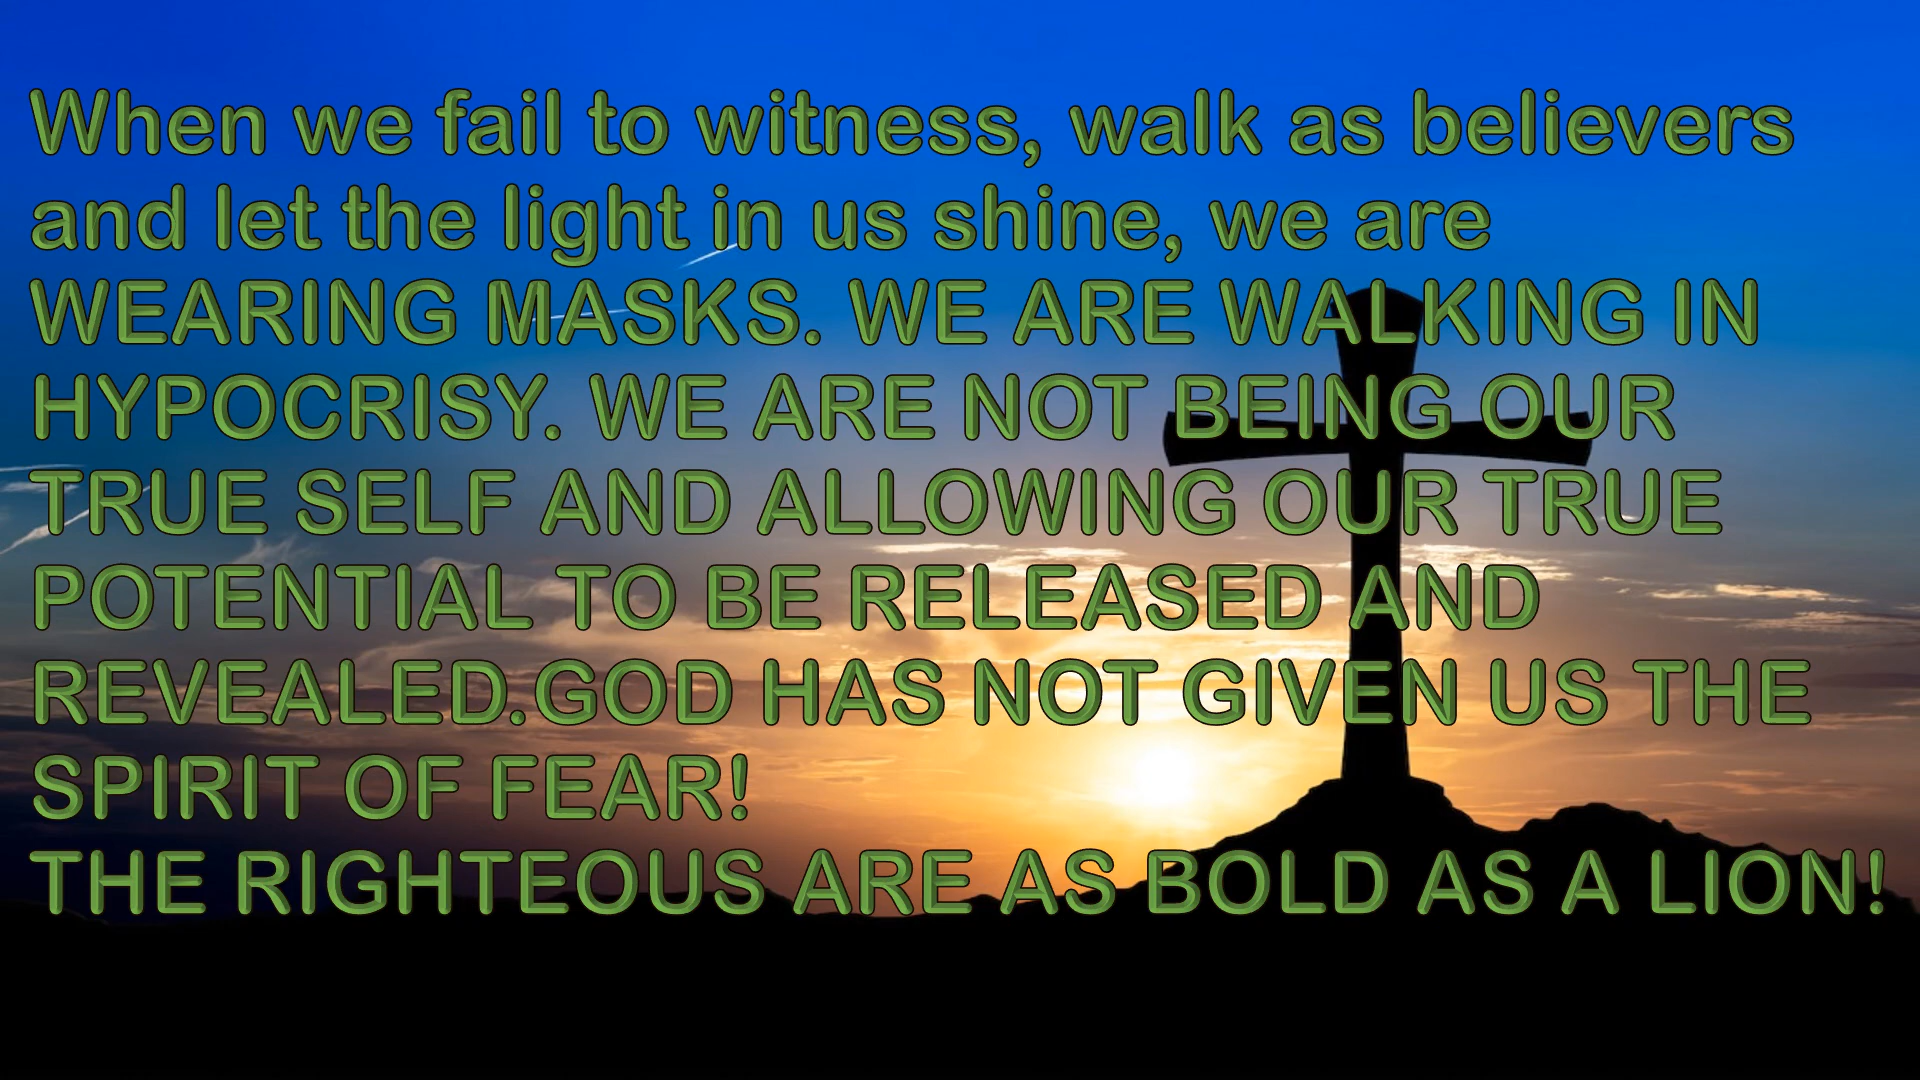 When we fail to witness, walk as believers
and let the light in us shine, we are
WEARING MASKS. WE ARE WALKING IN
HYPOCRISY. WE ARE NOT BEING OUR
TRUE SELF AND ALLOWING OUR TRUE
POTENTIAL TO BE RELEASED AND
REVEALED.GOD HAS NOT GIVEN US THE
SPIRIT OF FEAR!
THE RIGHTEOUS ARE AS BOLD AS A LION!